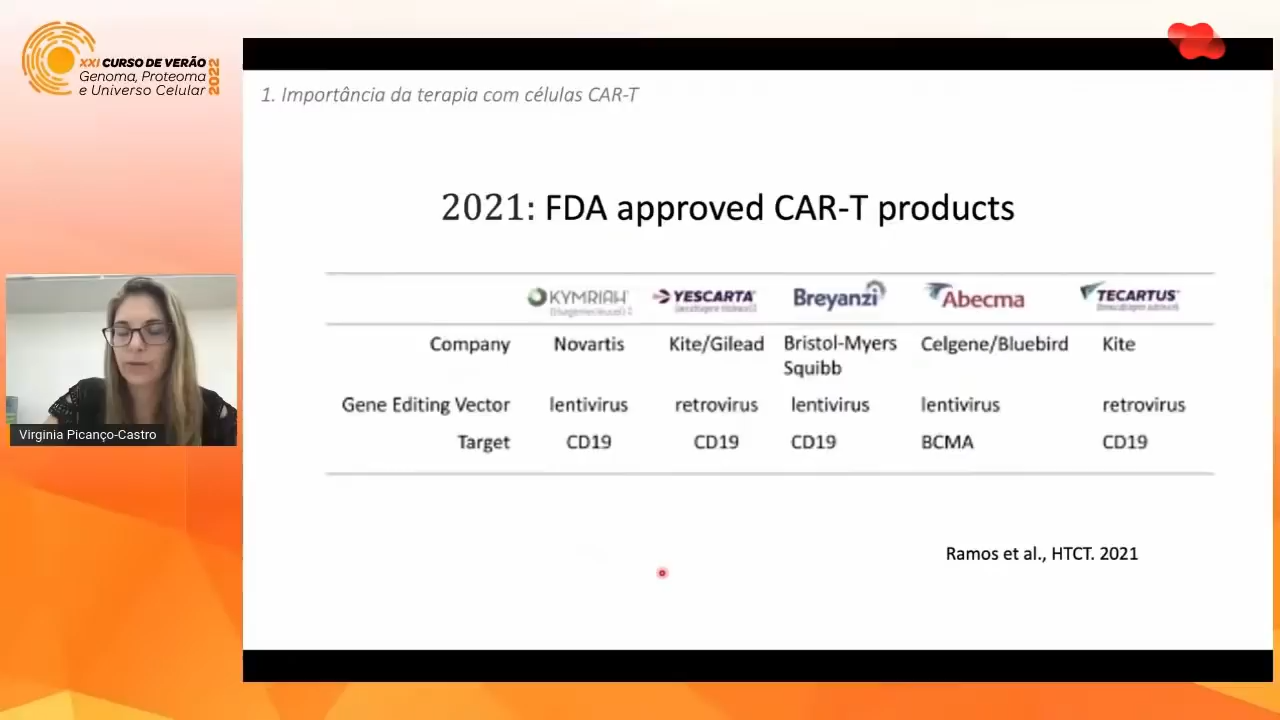 XXI CURSO DE VERÃO
Genoma, Proteoma
e Universo Celular
2022
1. Importância da terapia com células CAR-T
2021: FDA approved CAR-T products
KYMRIAH YESCARTA Breyanzi Abecma TECARTUS
Company Novartis Kite/Gilead Bristol-Myers Squibb Celgene/Bluebird Kite
Gene Editing Vector lentivirus retrovirus lentivirus lentivirus retrovirus
Target CD19 CD19 CD19 BCMA CD19
Ramos et al., HTCT. 2021
Virginia Picanço-Castro